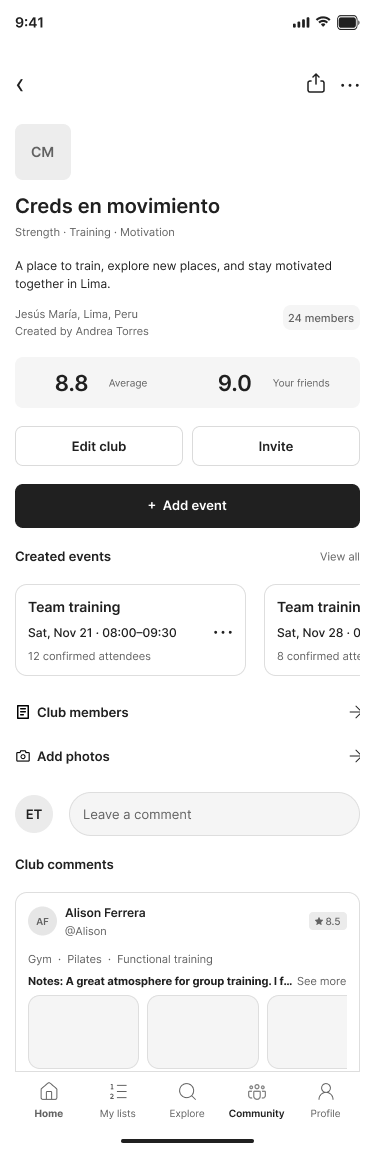 9:41
CM
Creds en movimiento
Strength · Training · Motivation
A place to train, explore new places, and stay motivated
together in Lima.
Jesús María, Lima, Peru
Created by Andrea Torres
24 members
8.8 Average
9.0 Your friends
Edit club
Invite
+ Add event
Created events
View all
Team training
Sat, Nov 21 · 08:00–09:30
12 confirmed attendees
Team trainin
Sat, Nov 28 · 0
8 confirmed atte
Club members
Add photos
ET
Leave a comment
Club comments
AF
Alison Ferrera
@Alison
8.5
Gym · Pilates · Functional training
Notes: A great atmosphere for group training. I f... See more
1
2
Home
My lists
Explore
Community
Profile